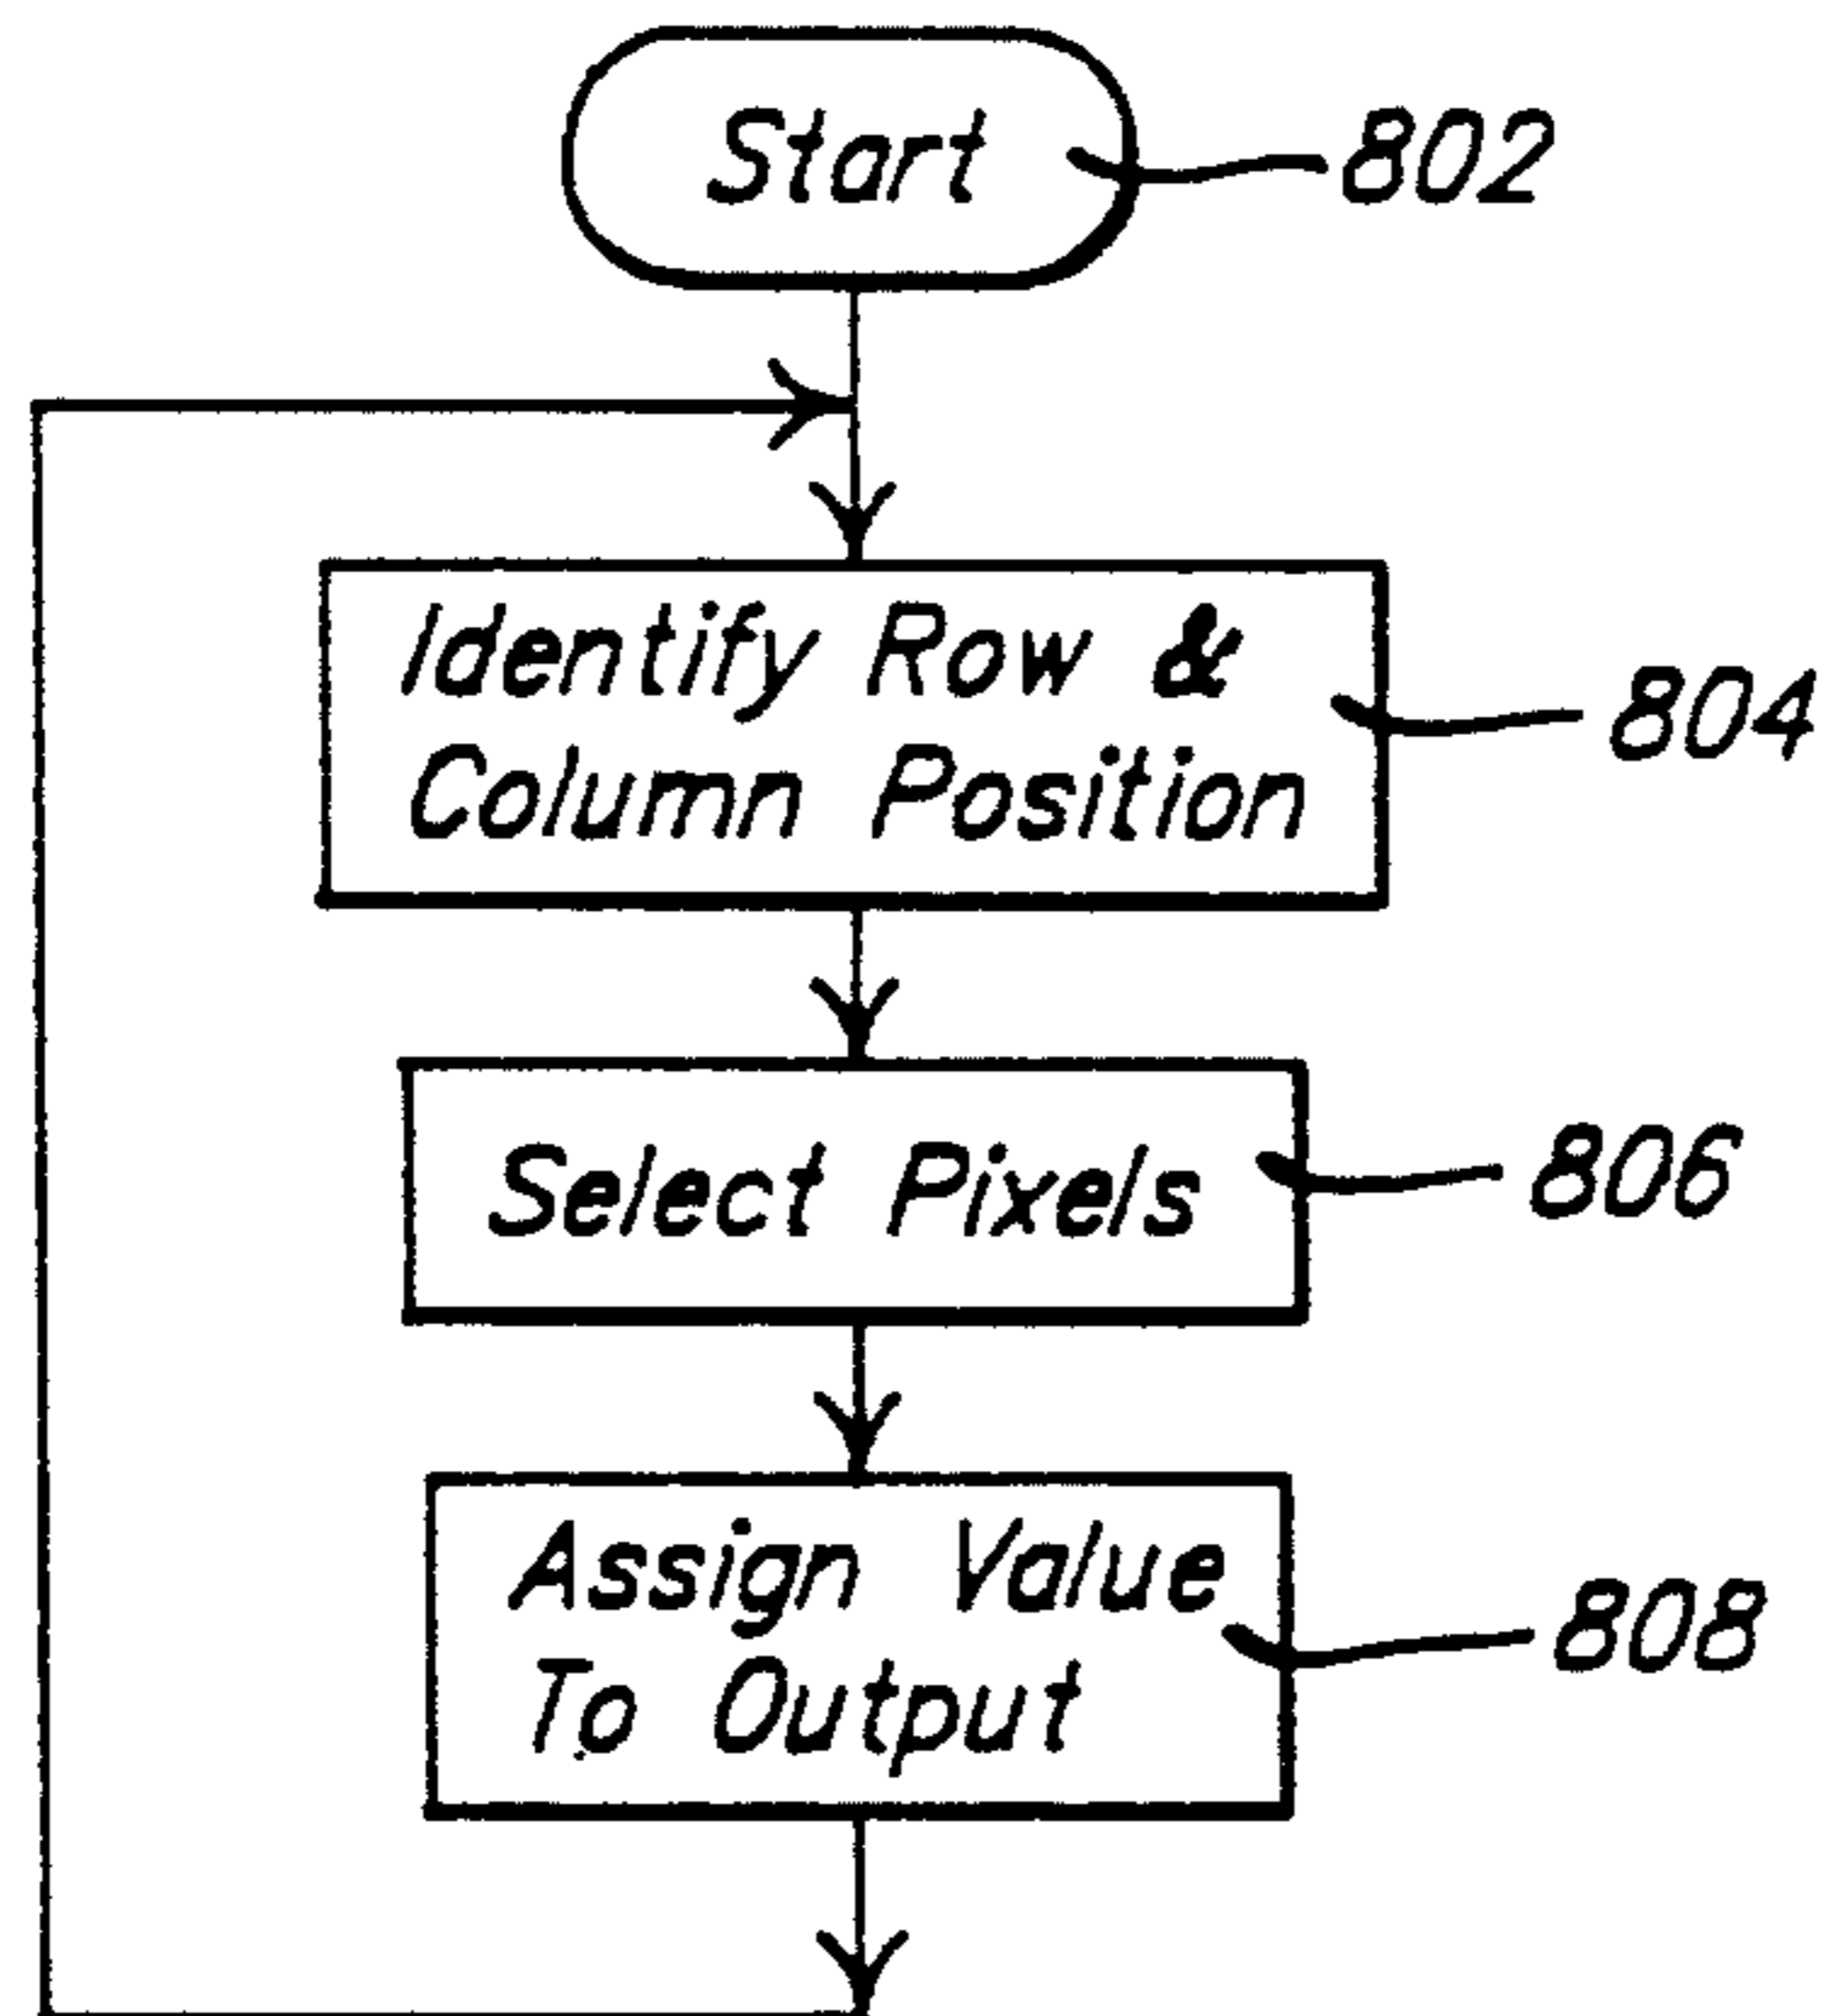 Start
802
Identify Row &
Column Position
804
Select Pixels
806
Assign Value
To Output
808